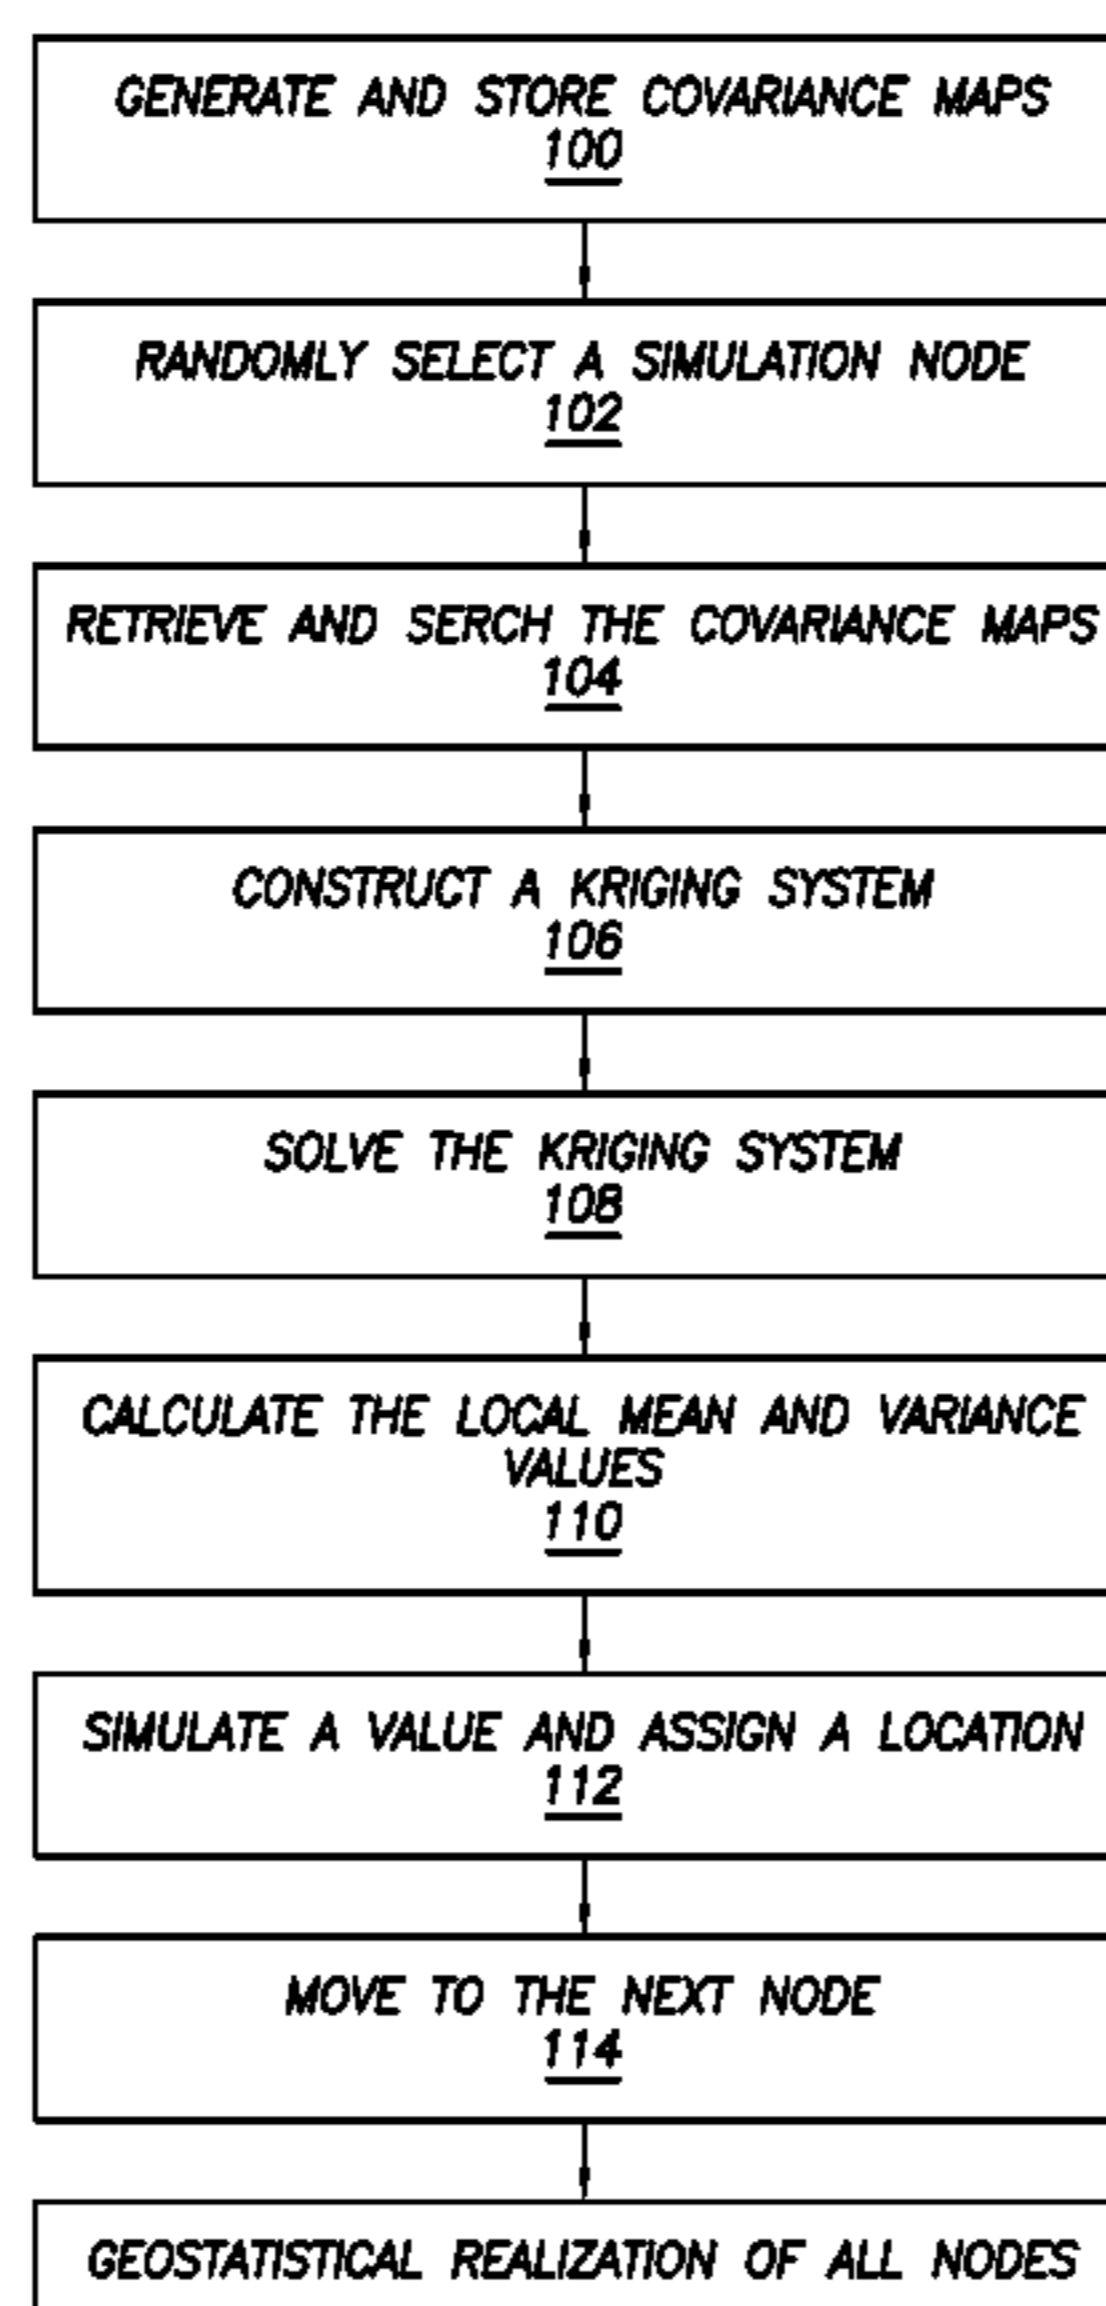 GENERATE AND STORE COVARIANCE MAPS
100
RANDOMLY SELECT A SIMULATION NODE
102
RETRIEVE AND SERCH THE COVARIANCE MAPS
104
CONSTRUCT A KRIGING SYSTEM
106
SOLVE THE KRIGING SYSTEM
108
CALCULATE THE LOCAL MEAN AND VARIANCE
VALUES
110
SIMULATE A VALUE AND ASSIGN A LOCATION
112
MOVE TO THE NEXT NODE
114
GEOSTATISTICAL REALIZATION OF ALL NODES